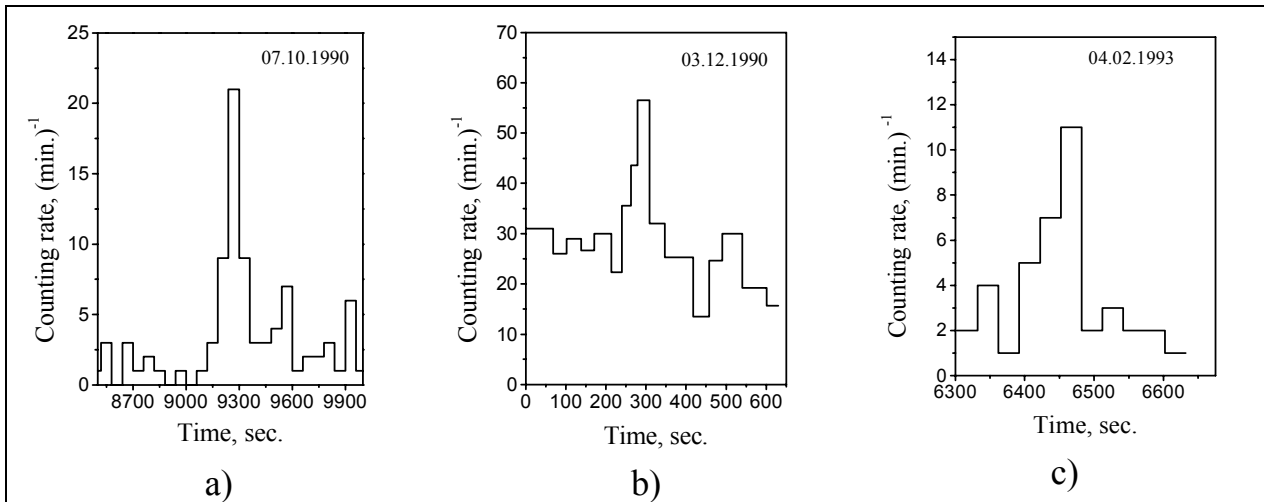 25
20
15
10
5
0
Counting rate, (min.)⁻¹
07.10.1990
8700 9000 9300 9600 9900
Time, sec.
a)
70
60
50
40
30
20
10
0
Counting rate, (min.)⁻¹
03.12.1990
0 100 200 300 400 500 600
Time, sec.
b)
14
12
10
8
6
4
2
0
Counting rate, (min.)⁻¹
04.02.1993
6300 6400 6500 6600
Time, sec.
c)